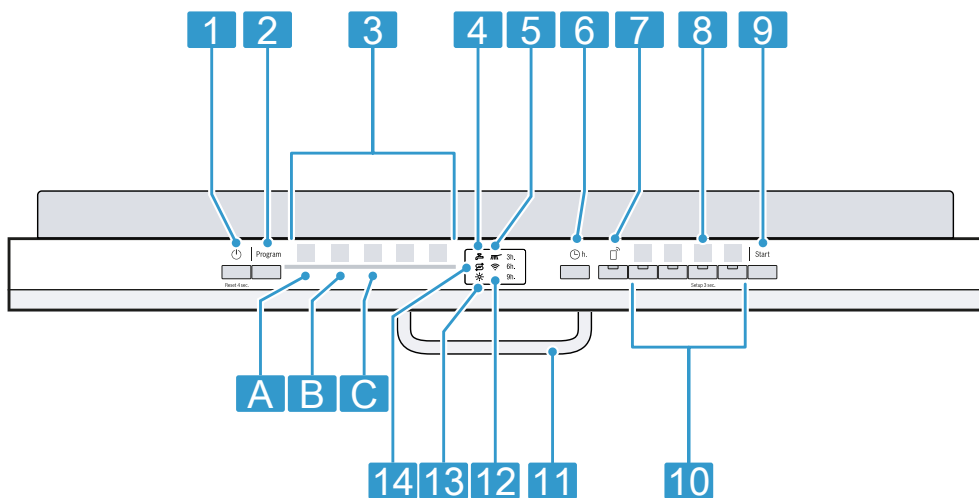 1 2 3 4 5 6 7 8 9
Program
h.
Start
3h.
6h.
9h.
Reset 4 sec.
Setup 3 sec.
A B C
14 13 12 11 10